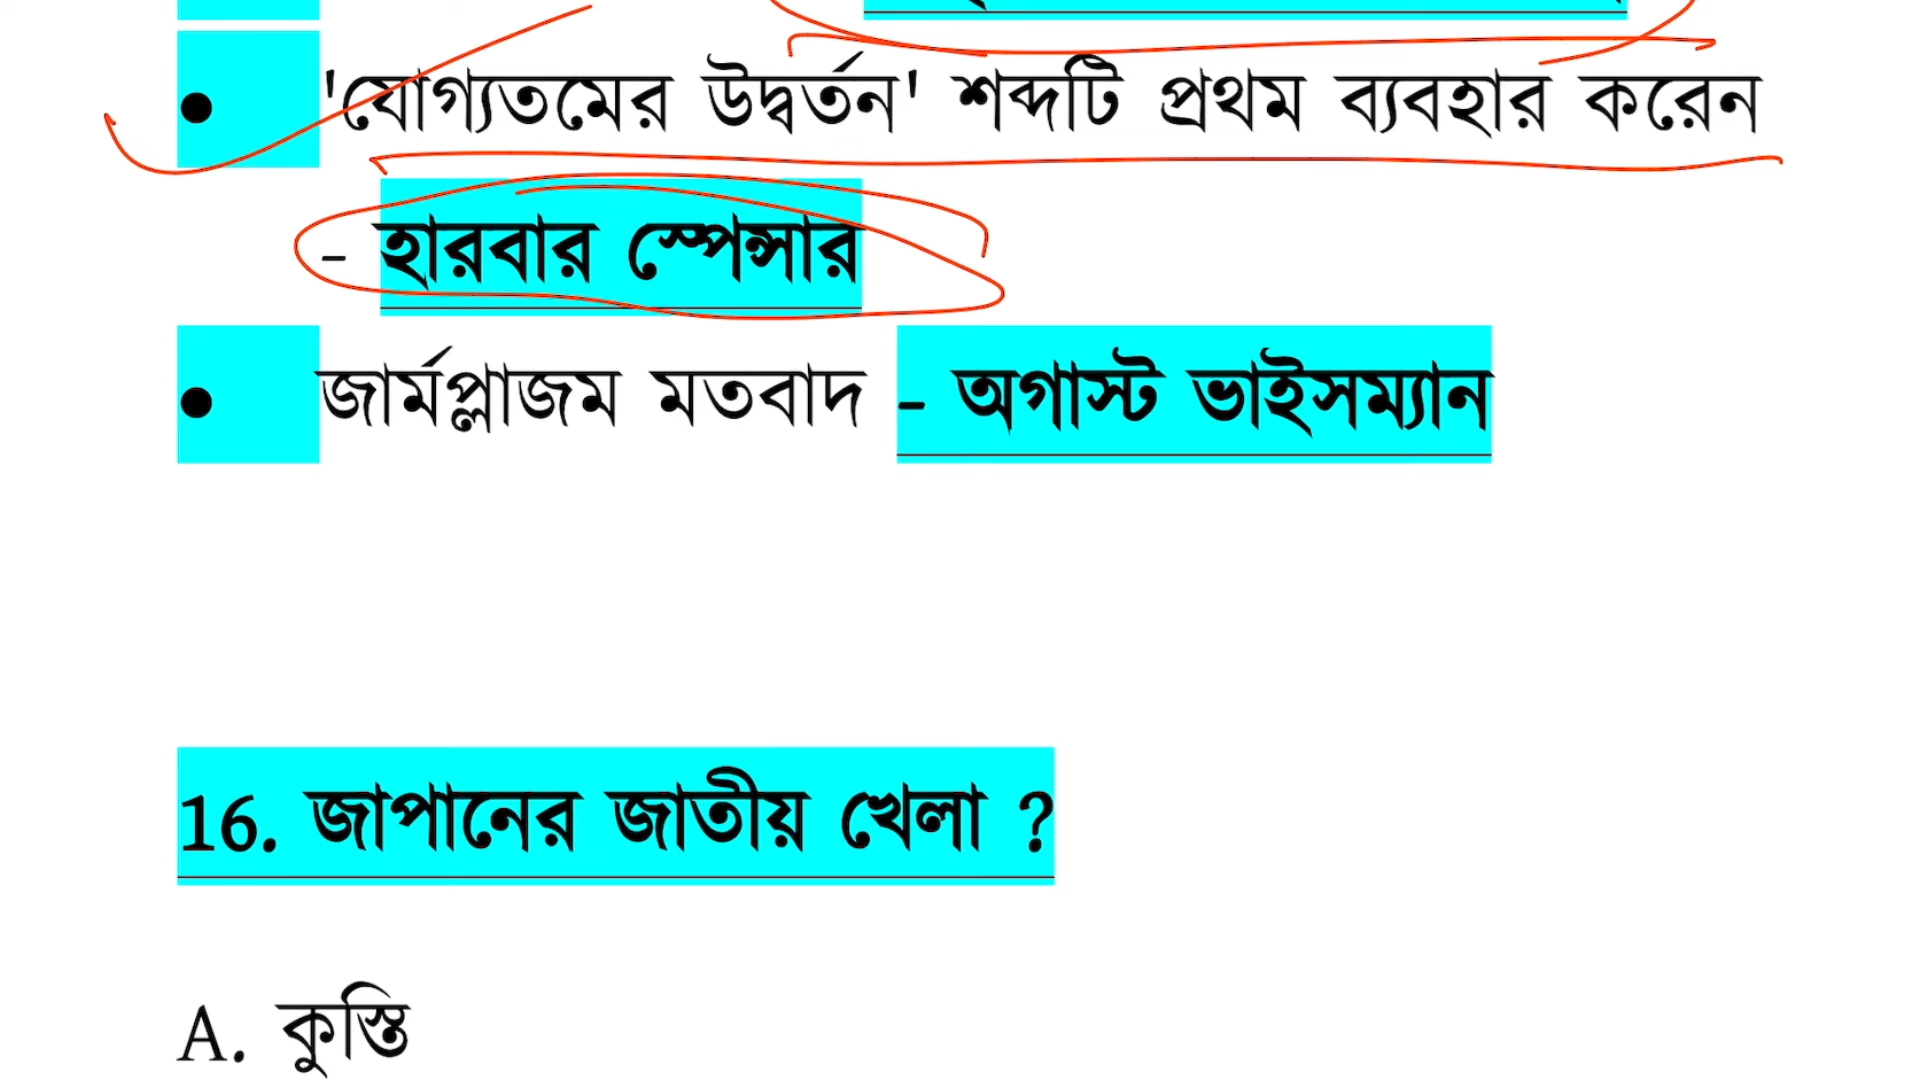 ● 'যোগ্যতমের উদ্বর্তন' শব্দটি প্রথম ব্যবহার করেন
- হারবার স্পেন্সার
● জার্মপ্লাজম মতবাদ - অগাস্ট ভাইসম্যান
16. জাপানের জাতীয় খেলা ?
A. কুস্তি